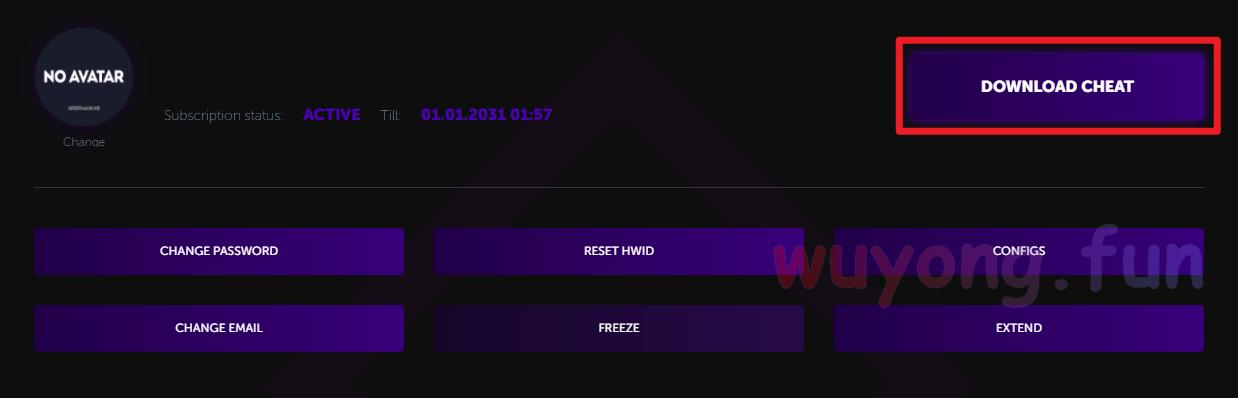 NO AVATAR
Change
Subscription status: ACTIVE Till: 01.01.2031 01:57
DOWNLOAD CHEAT
CHANGE PASSWORD
RESET HWID
CONFIGS
wuyong.fun
CHANGE EMAIL
FREEZE
EXTEND